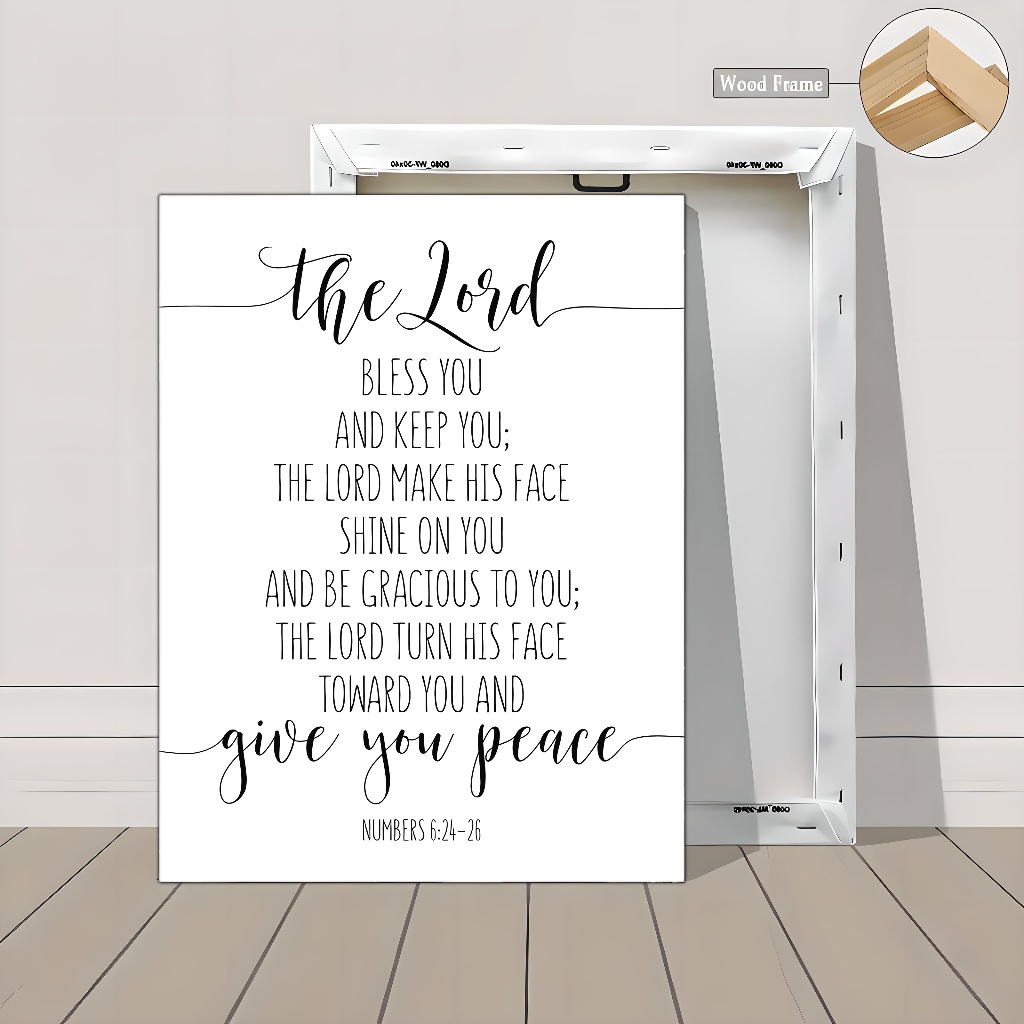 Wood Frame
the Lord
BLESS YOU
AND KEEP YOU;
THE LORD MAKE HIS FACE
SHINE ON YOU
AND BE GRACIOUS TO YOU;
THE LORD TURN HIS FACE
TOWARD YOU AND
give you peace
NUMBERS 6:24-26